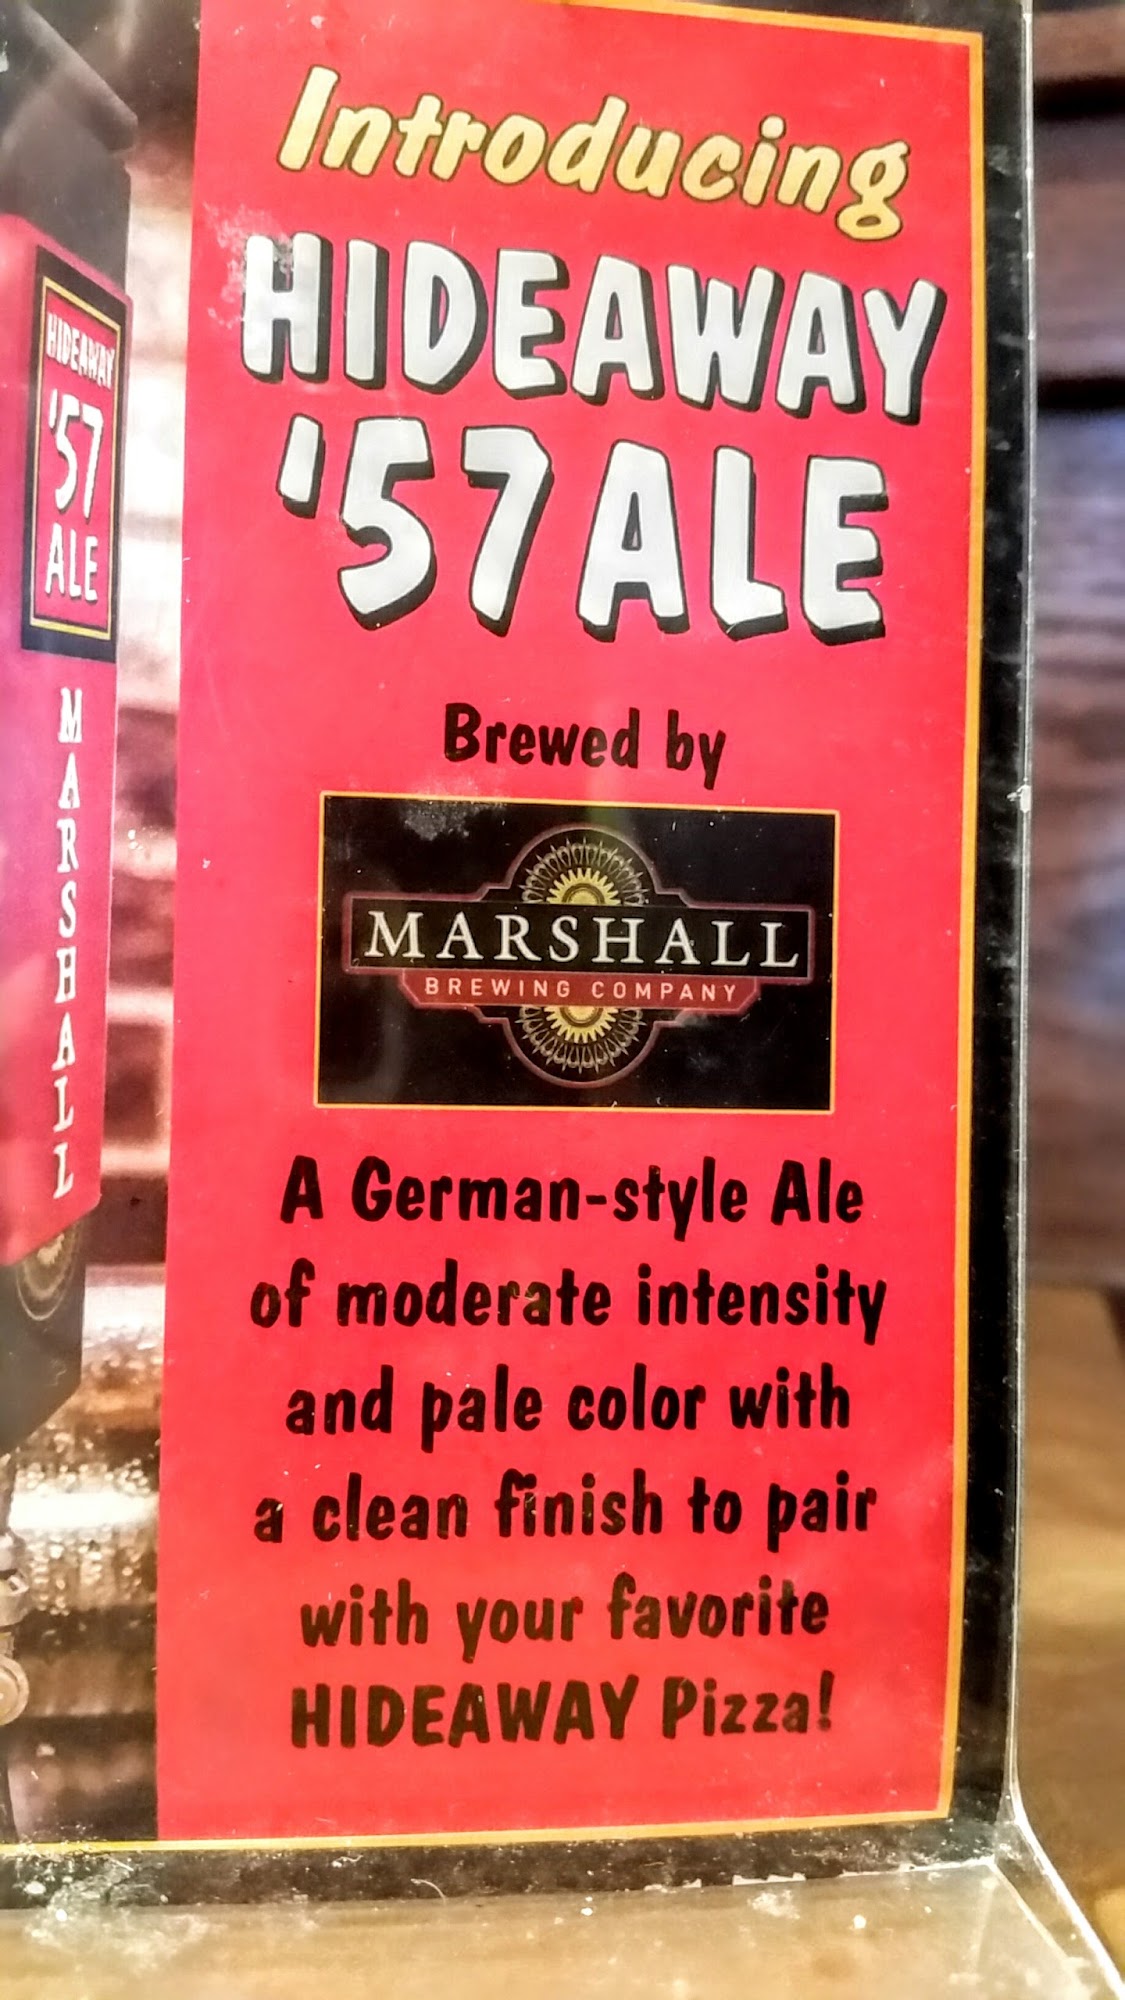 HIDEAWAY
'57
ALE
MARSHALL
Introducing
HIDEAWAY
'57 ALE
Brewed by
MARSHALL
BREWING COMPANY
A German-style Ale
of moderate intensity
and pale color with
a clean finish to pair
with your favorite
HIDEAWAY Pizza!